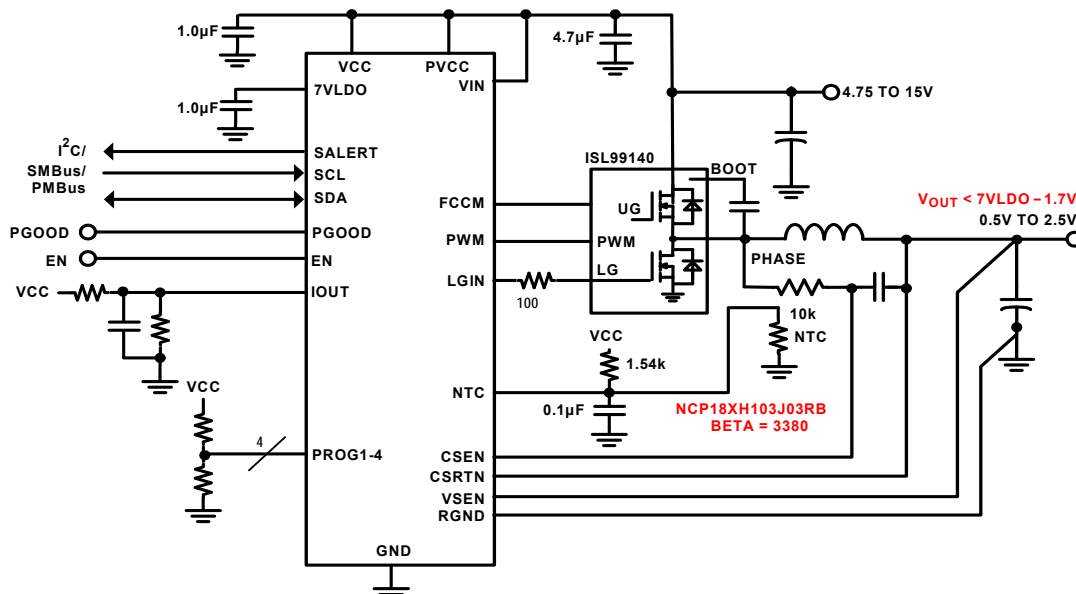 1.0µF
4.7µF
VCC
PVCC
VIN
7VLDO
1.0µF
4.75 TO 15V
I²C/
SMBus/
PMBus
SALERT
SCL
SDA
ISL99140
BOOT
FCCM
UG
VOUT < 7VLDO – 1.7V
0.5V TO 2.5V
PGOOD
PGOOD
PWM
PWM
EN
EN
PHASE
LGIN
LG
VCC
IOUT
100
10k
NTC
VCC
1.54k
VCC
NTC
0.1µF
NCP18XH103J03RB
BETA = 3380
4
PROG1-4
CSEN
CSRTN
VSEN
RGND
GND